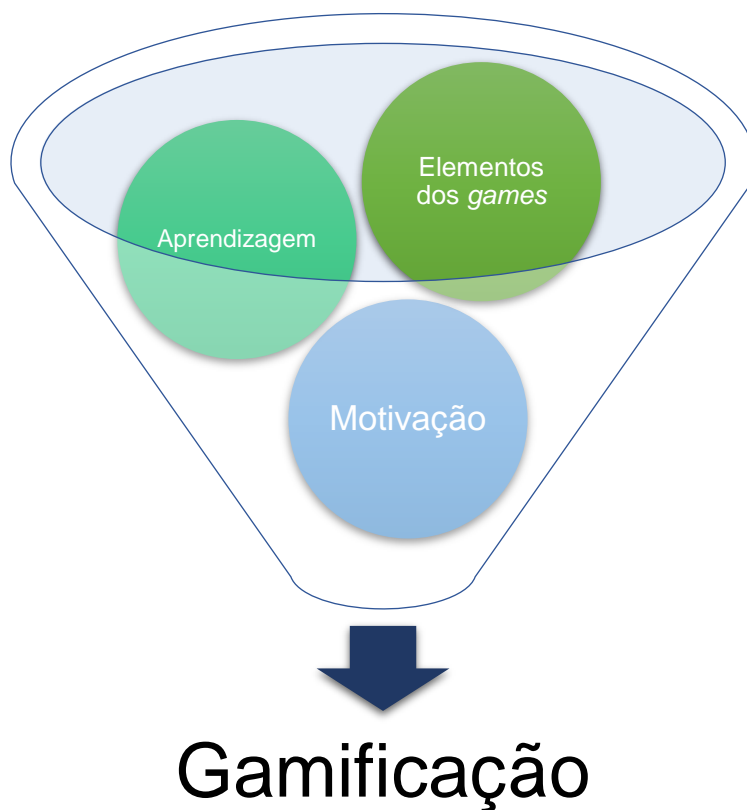 Elementos
dos games
Aprendizagem
Motivação
Gamificação